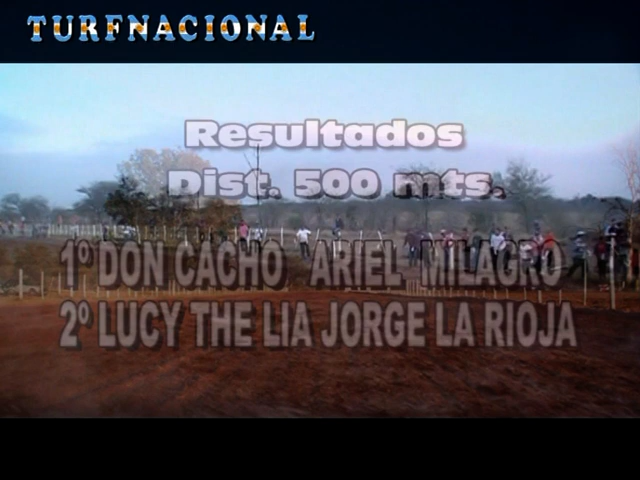 TURFNACIONAL
Resultados
Dist. 500 mts.
1º DON CACHO ARIEL MILAGRO
2º LUCY THE LIA JORGE LA RIOJA